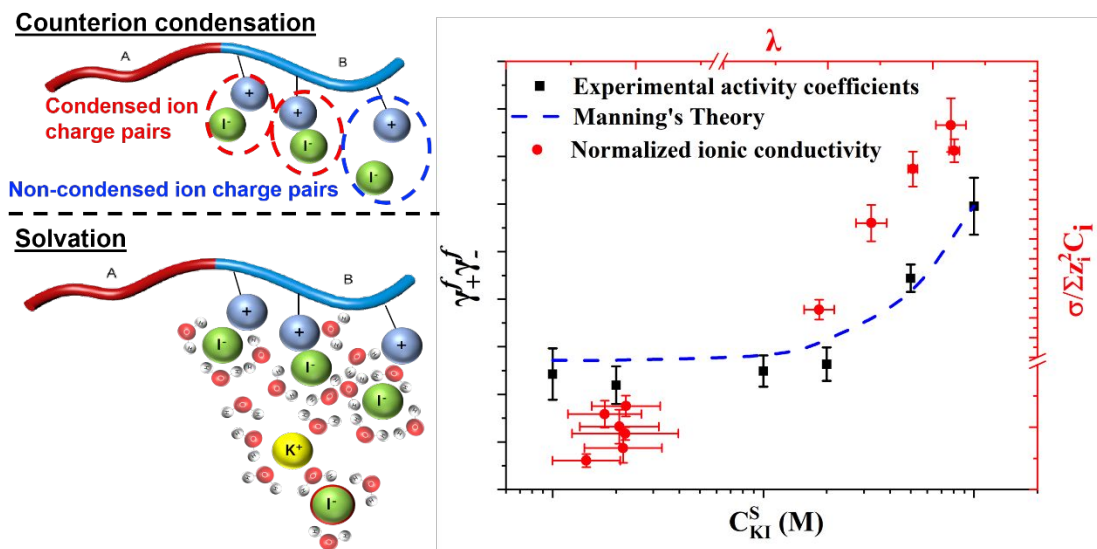 Counterion condensation
A
B
+
+
+
I-
I-
I-
Condensed ion
charge pairs
Non-condensed ion charge pairs
Solvation
A
B
+
+
+
I-
I-
I-
K+
I-
λ
Experimental activity coefficients
Manning's Theory
Normalized ionic conductivity
γ₊ᶠγ₋ᶠ
σ/Σzᵢ²Cᵢ
C_KI^S (M)